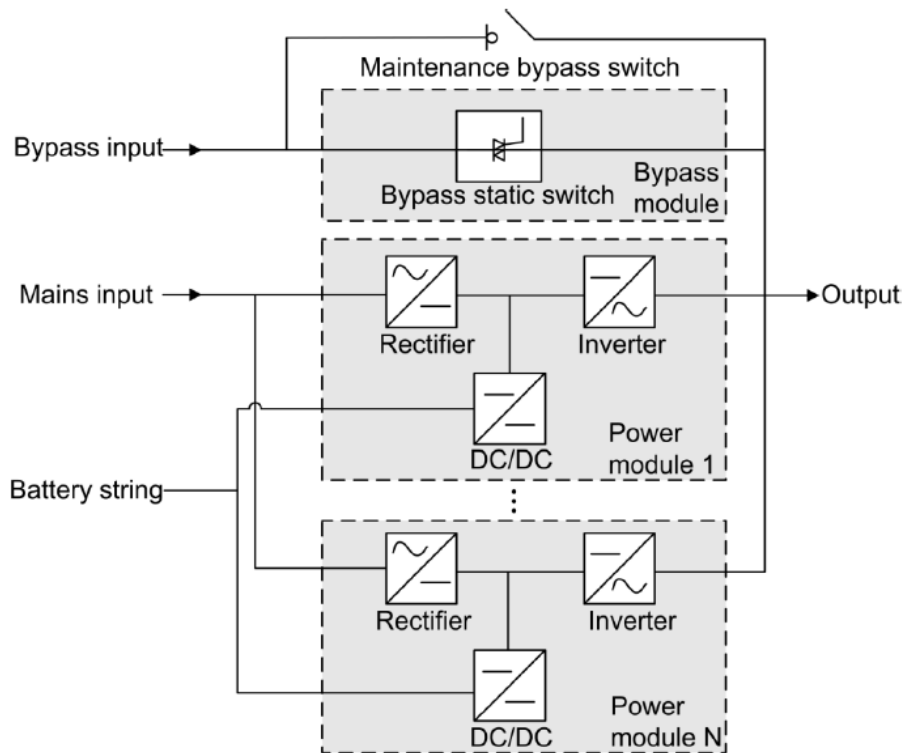 Maintenance bypass switch
Bypass input
Bypass static switch
Bypass
module
Mains input
Output
Rectifier
Inverter
DC/DC
Power
module 1
Battery string
Rectifier
Inverter
DC/DC
Power
module N